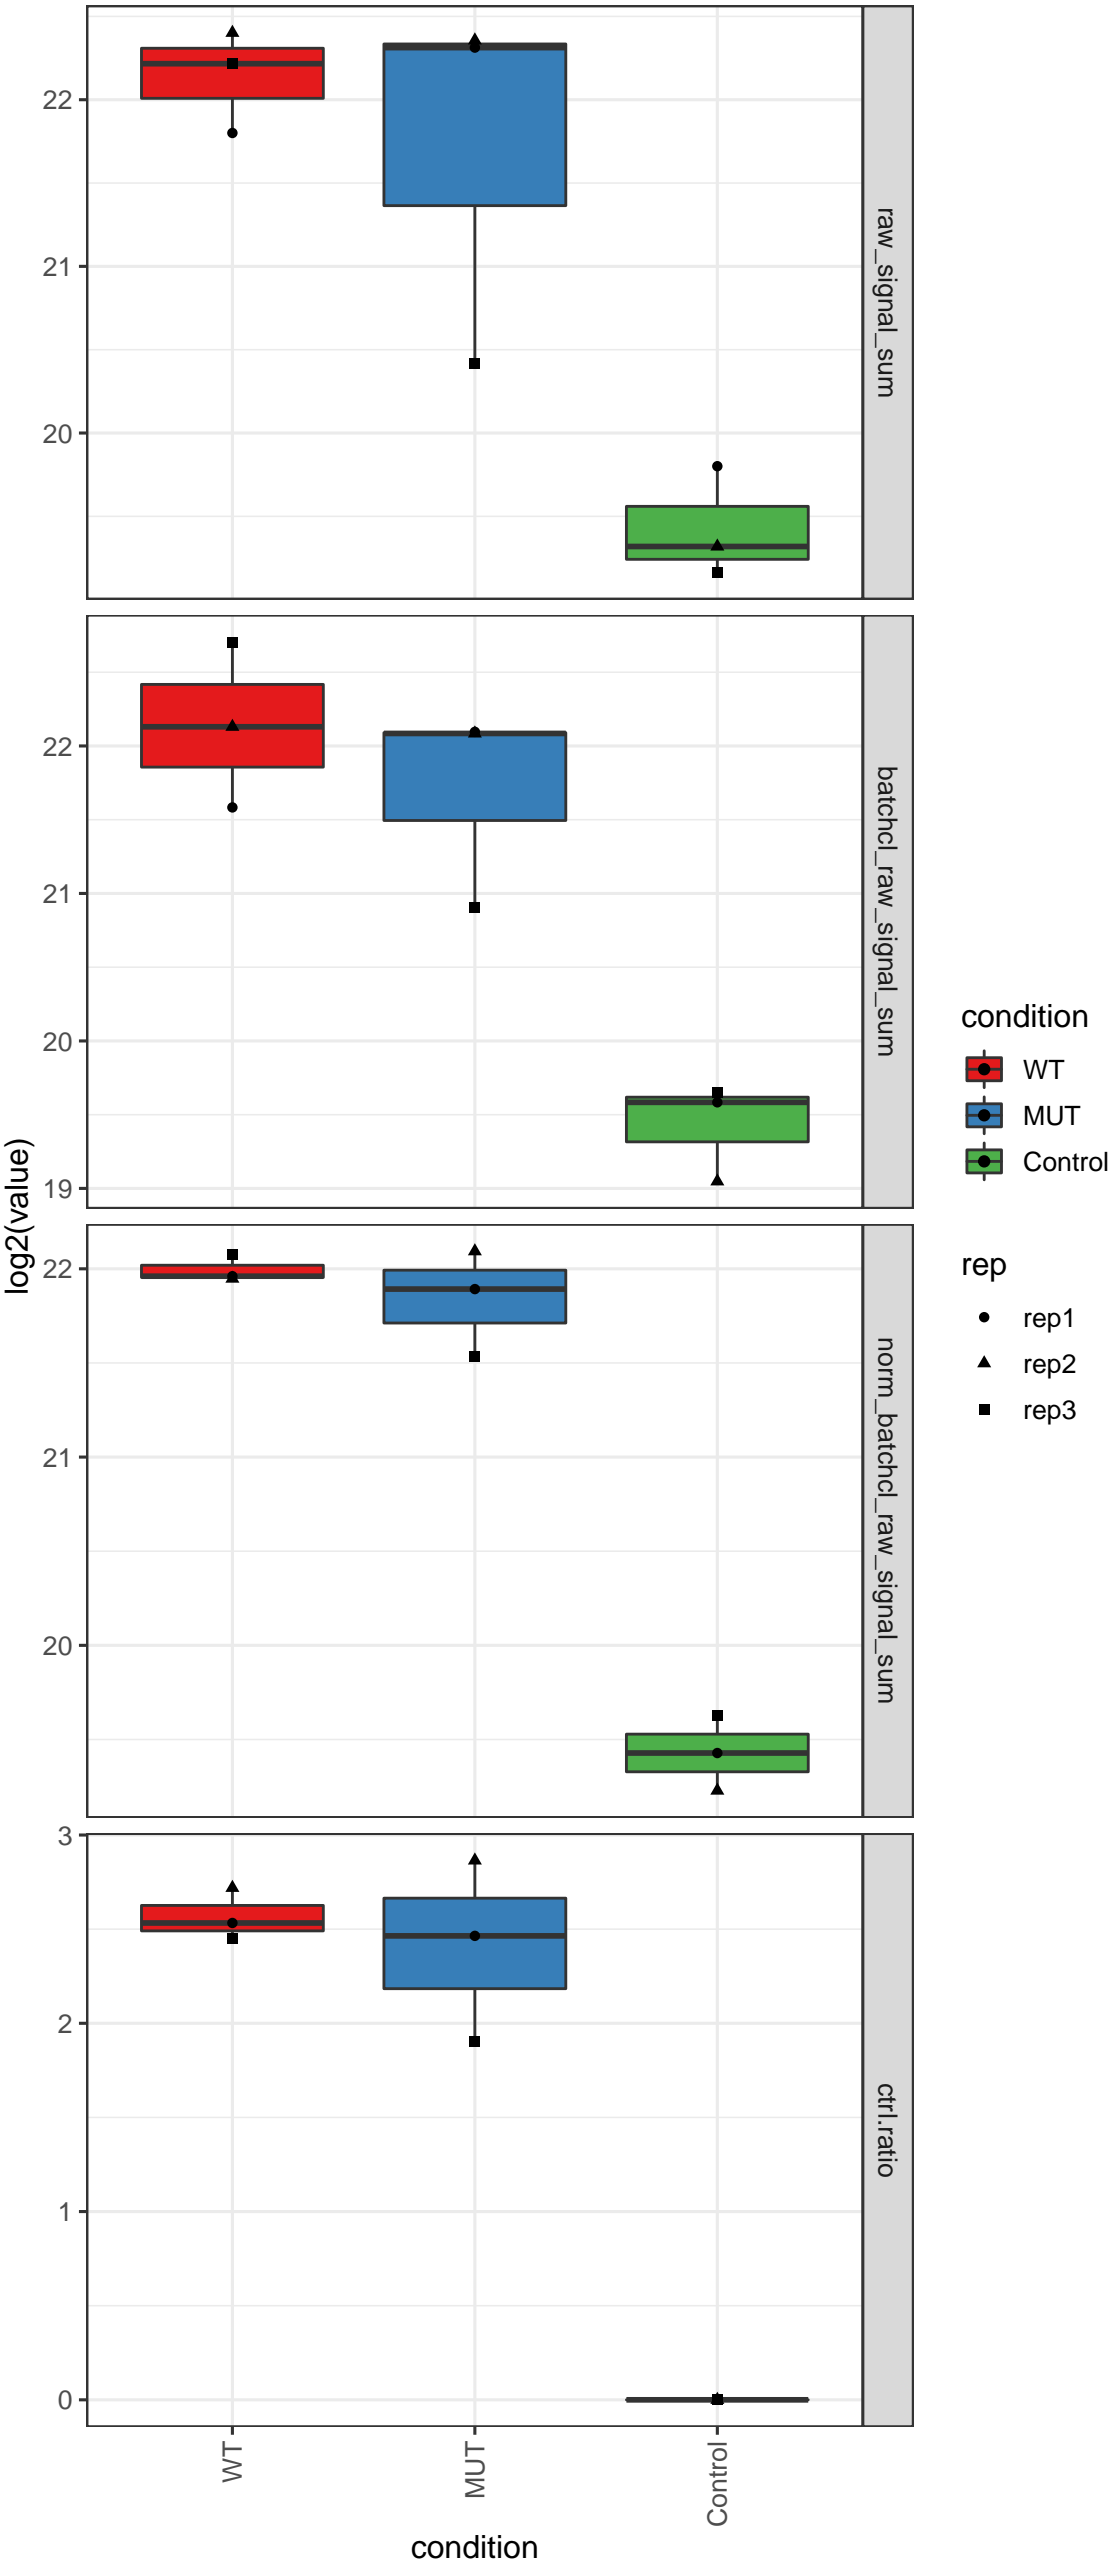 22
21
20
raw_signal_sum
22
21
20
19
batchcl_raw_signal_sum
22
21
20
norm_batchcl_raw_signal_sum
3
2
1
0
ctrl.ratio
log2(value)
WT
MUT
Control
condition
condition
WT
MUT
Control
rep
rep1
rep2
rep3